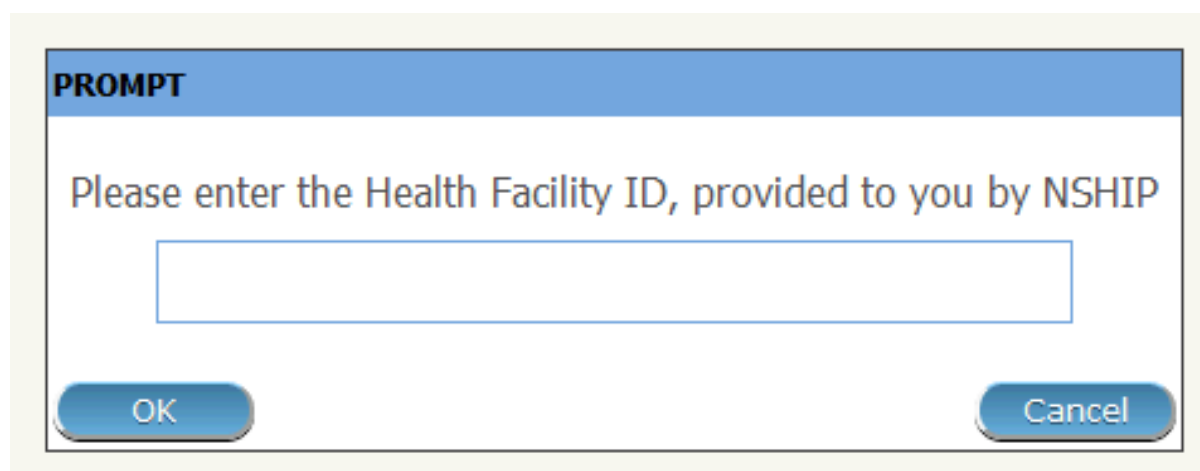 PROMPT
Please enter the Health Facility ID, provided to you by NSHIP
OK
Cancel